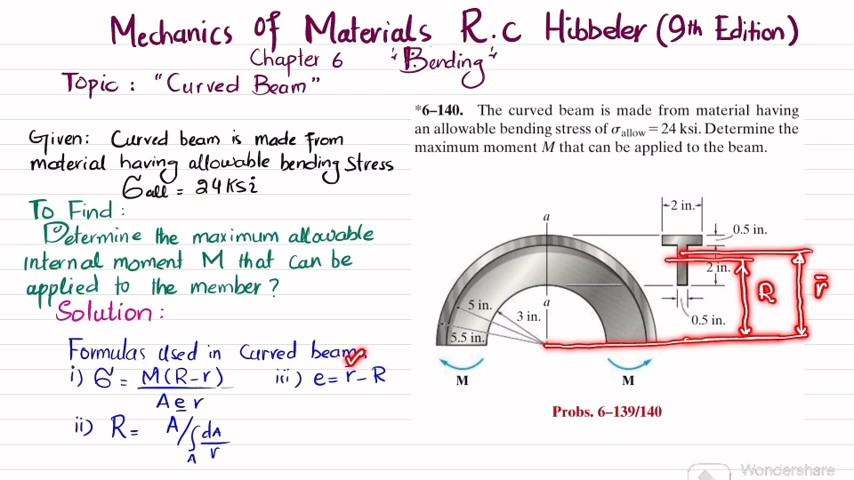 Mechanics of Materials R.c Hibbeler (9th Edition)
Chapter 6 "Bending"
Topic : "Curved Beam"
*6–140. The curved beam is made from material having
an allowable bending stress of σallow = 24 ksi. Determine the
maximum moment M that can be applied to the beam.
Given: Curved beam is made from
material having allowable bending Stress
σall = 24 Ksi
To Find :
Determine the maximum allowable
internal moment M that can be
applied to the member ?
Solution :
Formulas used in Curved beam
i) σ = M(R-r) / A e r
iii) e = r - R
ii) R = A / ∫A dA/r
a
2 in.
0.5 in.
2 in.
R
r̄
5 in.
a
3 in.
0.5 in.
5.5 in.
M
M
Probs. 6–139/140
Wondershare